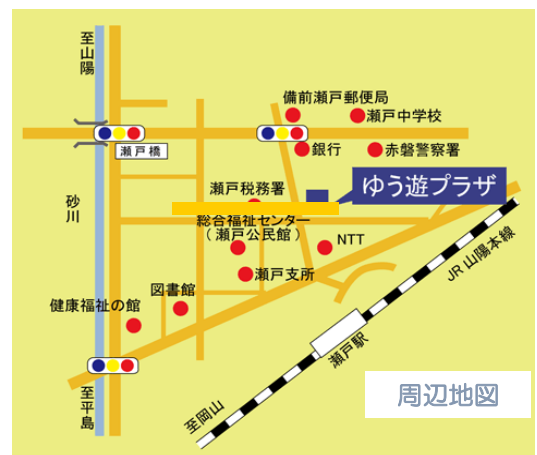 至山陽
備前瀬戸郵便局
瀬戸中学校
瀬戸橋
銀行
赤磐警察署
瀬戸税務署
ゆう遊プラザ
砂川
総合福祉センター
（瀬戸公民館）
NTT
JR山陽本線
瀬戸支所
図書館
健康福祉の館
瀬戸駅
至平島
至岡山
周辺地図